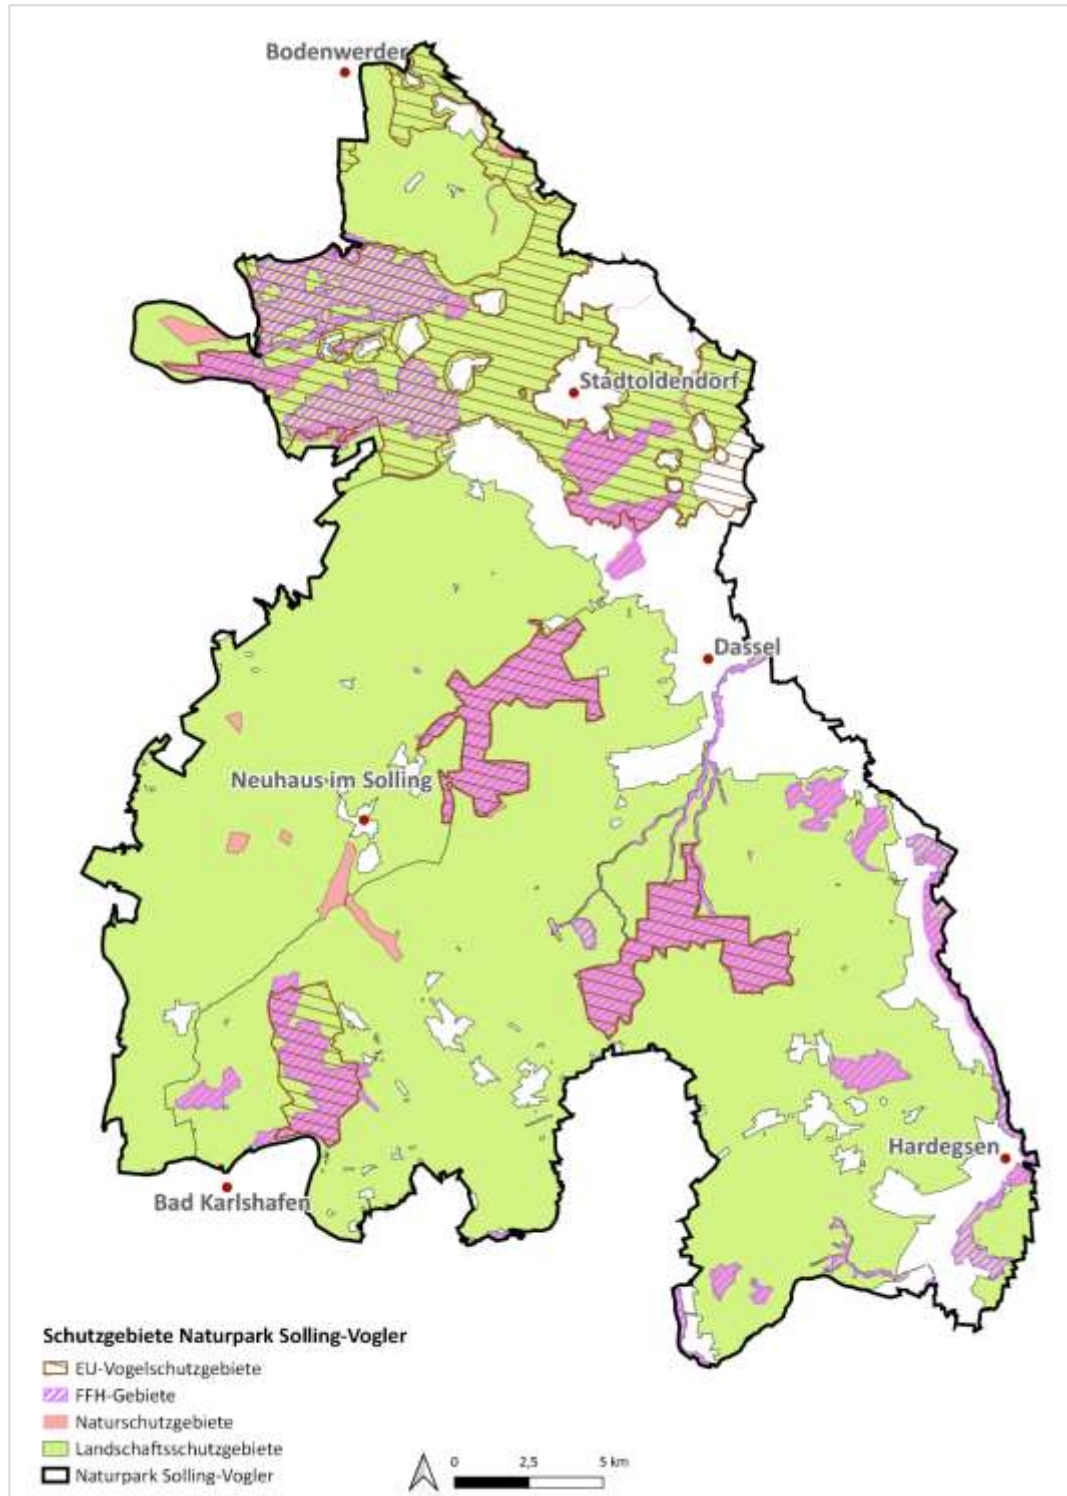 Bodenwerder
Stadtoldendorf
Dassel
Neuhaus im Solling
Hardegsen
Bad Karlshafen
Schutzgebiete Naturpark Solling-Vogler
EU-Vogelschutzgebiete
FFH-Gebiete
Naturschutzgebiete
Landschaftsschutzgebiete
Naturpark Solling-Vogler
0 2,5 5 km